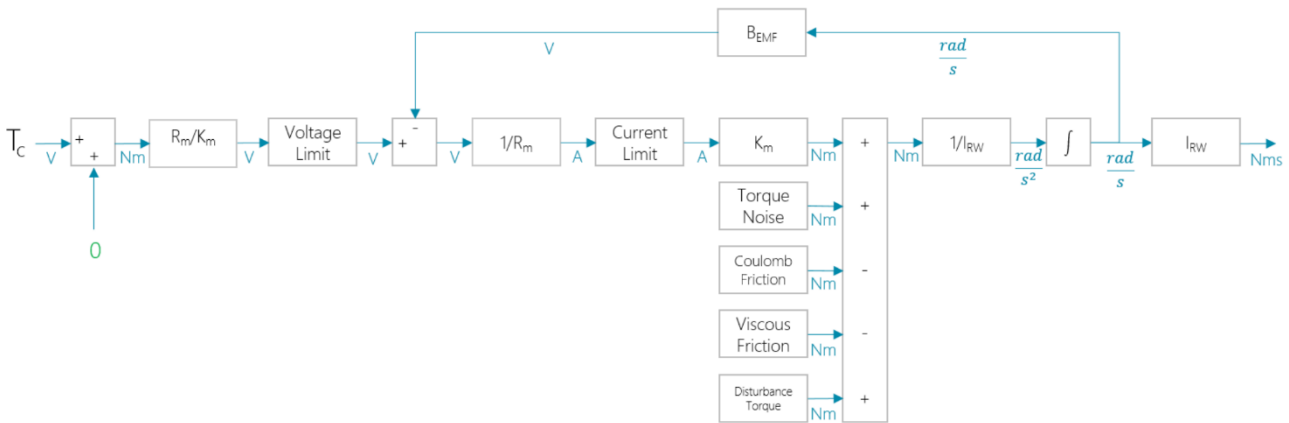 B_EMF
V
rad
s
T_c
V
+
+
0
Nm
R_m/K_m
V
Voltage
Limit
V
-
+
V
1/R_m
A
Current
Limit
A
K_m
Nm
+
Nm
1/I_RW
rad
s²
∫
rad
s
I_RW
Nms
Torque
Noise
Nm
+
Coulomb
Friction
Nm
-
Viscous
Friction
Nm
-
Disturbance
Torque
Nm
+